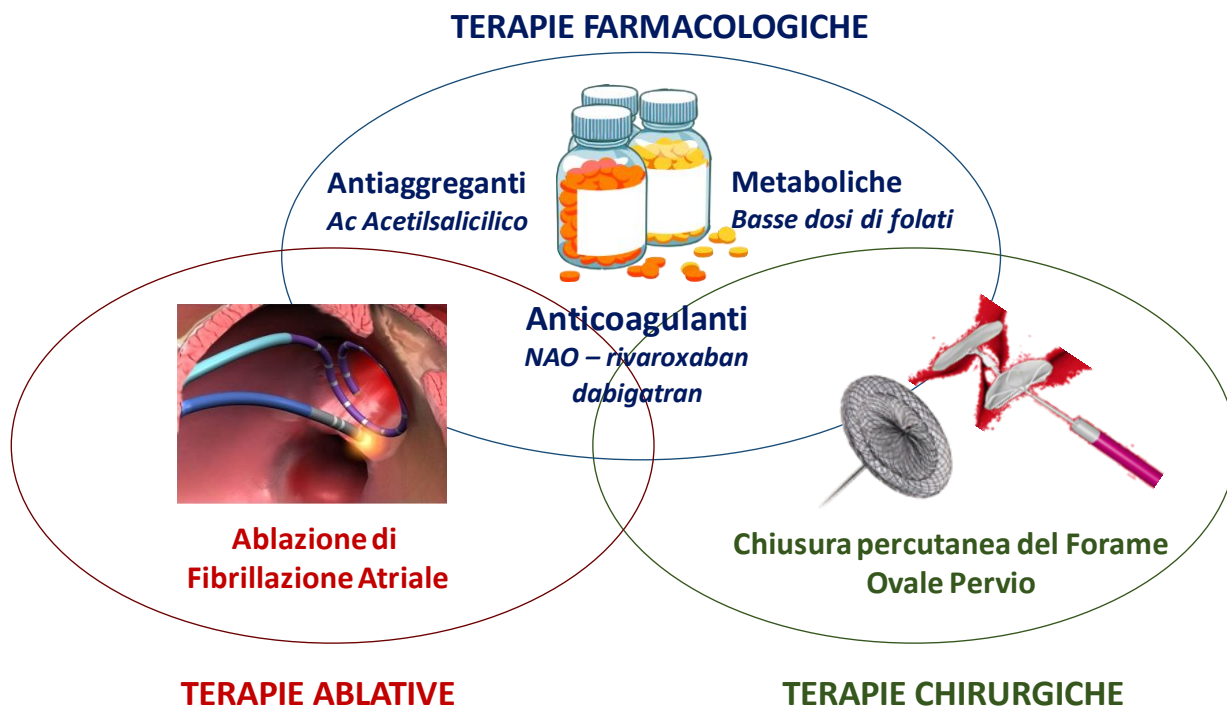 TERAPIE FARMACOLOGICHE
Antiaggreganti
Ac Acetilsalicilico
Metaboliche
Basse dosi di folati
Anticoagulanti
NAO – rivaroxaban
dabigatran
Ablazione di
Fibrillazione Atriale
Chiusura percutanea del Forame
Ovale Pervio
TERAPIE ABLATIVE
TERAPIE CHIRURGICHE